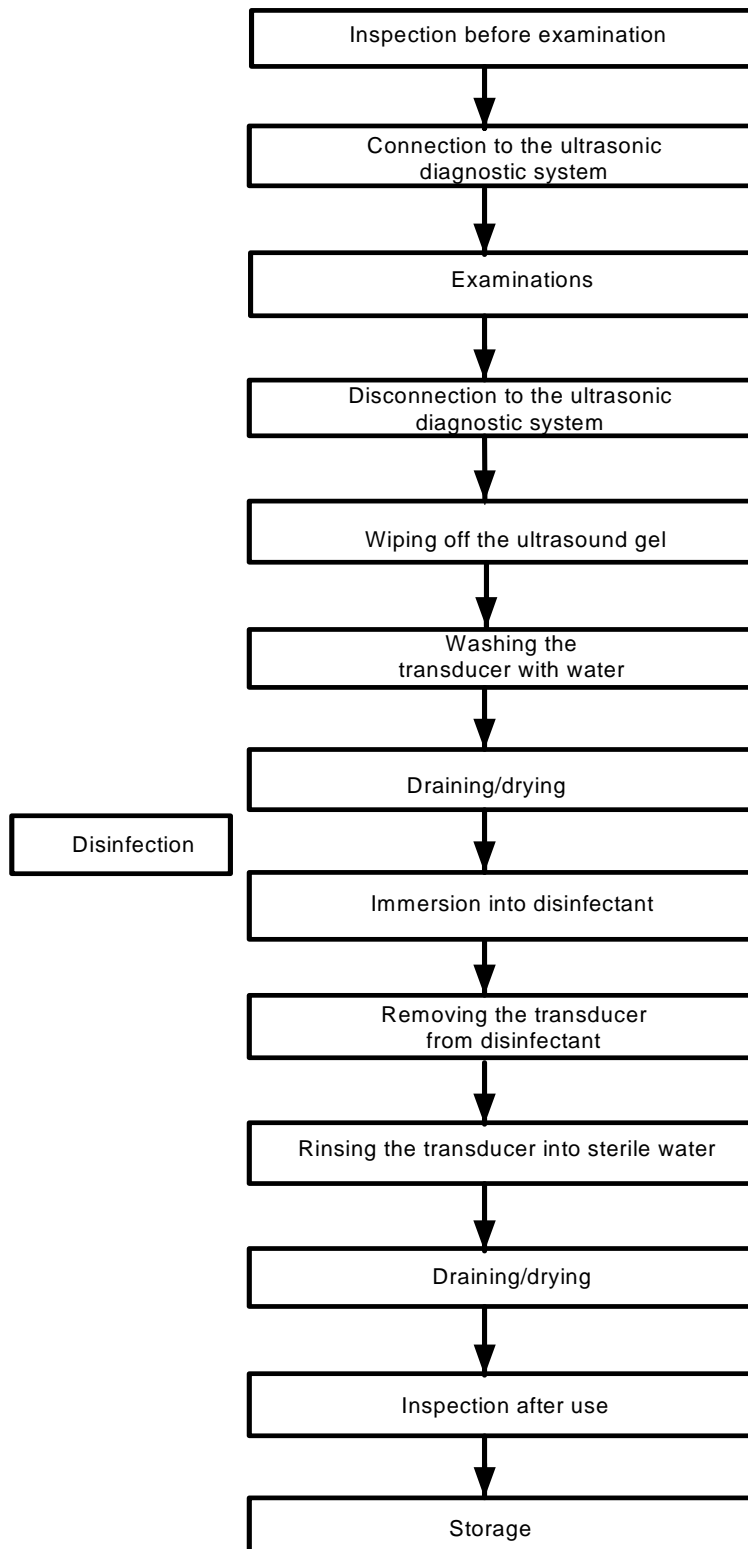 Inspection before examination
Connection to the ultrasonic
diagnostic system
Examinations
Disconnection to the ultrasonic
diagnostic system
Wiping off the ultrasound gel
Washing the
transducer with water
Draining/drying
Disinfection
Immersion into disinfectant
Removing the transducer
from disinfectant
Rinsing the transducer into sterile water
Draining/drying
Inspection after use
Storage